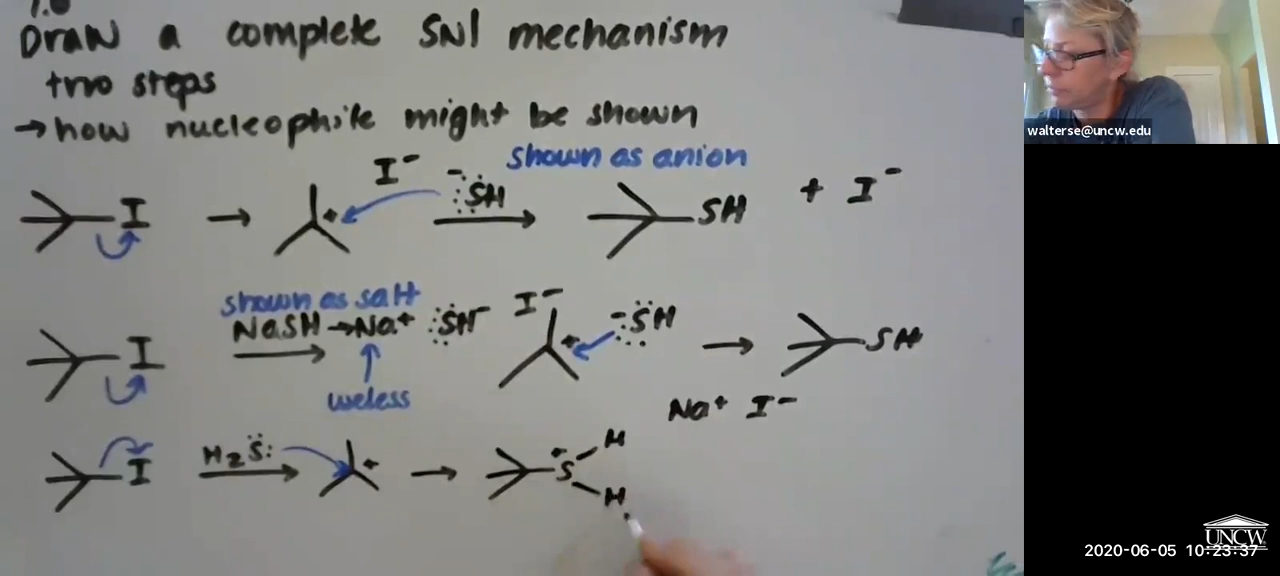 Draw a complete SN1 mechanism
two steps
→ how nucleophile might be shown
shown as anion
I → + I⁻ ⁻:SH → SH + I⁻
shown as salt
I NaSH → Na⁺ :SH⁻ I⁻ + ⁻:SH → SH
useless
Na⁺ I⁻
I H₂S: → + → +S H
H
walterse@uncw.edu
UNCW
2020-06-05 10:23:37